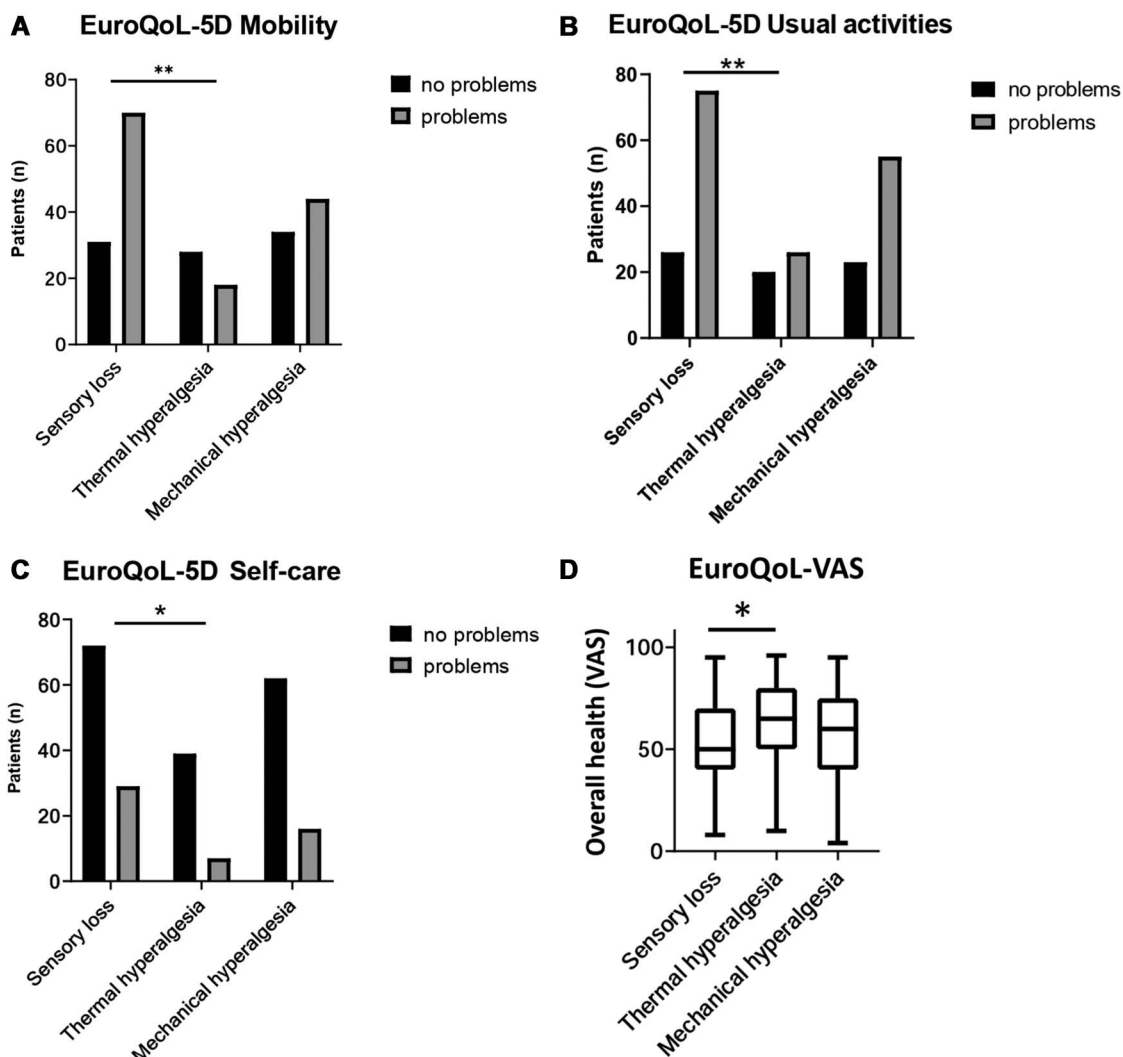 A
EuroQoL-5D Mobility
**
80
60
40
20
0
Patients (n)
no problems
problems
Sensory loss
Thermal hyperalgesia
Mechanical hyperalgesia
B
EuroQoL-5D Usual activities
**
80
60
40
20
0
Patients (n)
no problems
problems
Sensory loss
Thermal hyperalgesia
Mechanical hyperalgesia
C
EuroQoL-5D Self-care
*
80
60
40
20
0
Patients (n)
no problems
problems
Sensory loss
Thermal hyperalgesia
Mechanical hyperalgesia
D
EuroQoL-VAS
*
100
50
0
Overall health (VAS)
Sensory loss
Thermal hyperalgesia
Mechanical hyperalgesia